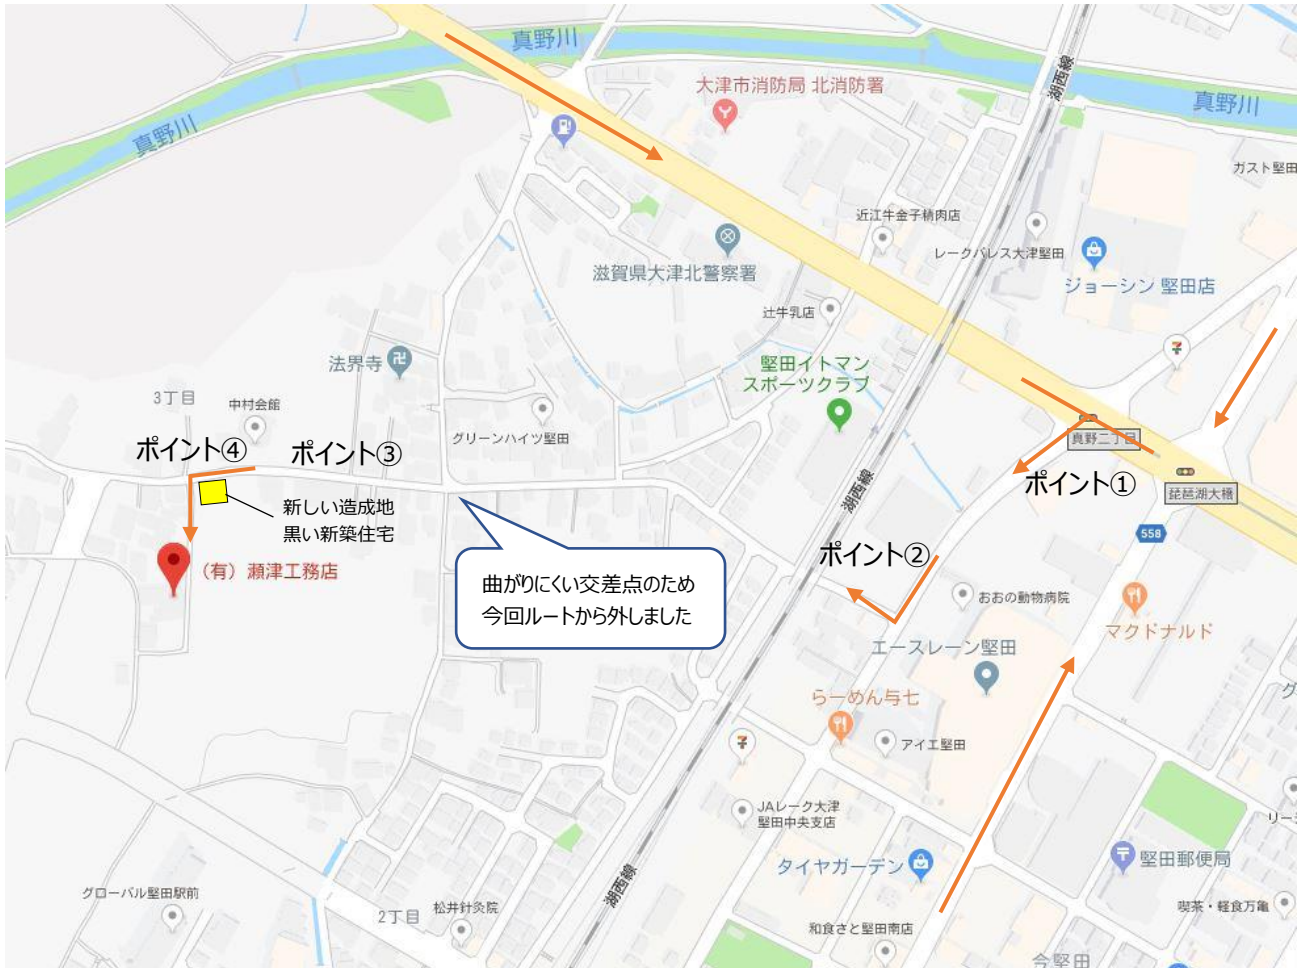 真野川
大津市消防局 北消防署
湖西線
真野川
真野川
ガスト堅田
近江牛金子精肉店
レークパレス大津堅田
滋賀県大津北警察署
ジョーシン 堅田店
辻牛乳店
法界寺
堅田イトマン
スポーツクラブ
3丁目
中村会館
グリーンハイツ堅田
真野二丁目
ポイント④
ポイント③
ポイント①
琵琶湖大橋
湖西線
新しい造成地
黒い新築住宅
558
ポイント②
(有) 瀬津工務店
曲がりにくい交差点のため
今回ルートから外しました
おおの動物病院
マクドナルド
エースレーン堅田
らーめん与七
グ
アイエ堅田
JAレーク大津
堅田中央支店
リー
タイヤガーデン
堅田郵便局
グローバル堅田駅前
湖西線
2丁目
松井針灸院
喫茶・軽食万亀
和食さと堅田南店
今堅田